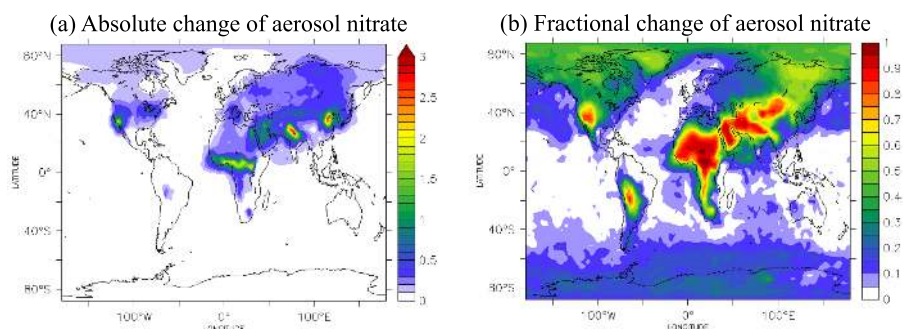 (a) Absolute change of aerosol nitrate
(b) Fractional change of aerosol nitrate
80°N
40°N
0°
40°S
80°S
LATITUDE
100°W
0°
100°E
LONGITUDE
3
2.5
2
1.5
1
0.5
0
80°N
40°N
0°
40°S
80°S
LATITUDE
100°W
0°
100°E
LONGITUDE
1
0.9
0.8
0.7
0.6
0.5
0.4
0.3
0.2
0.1
0